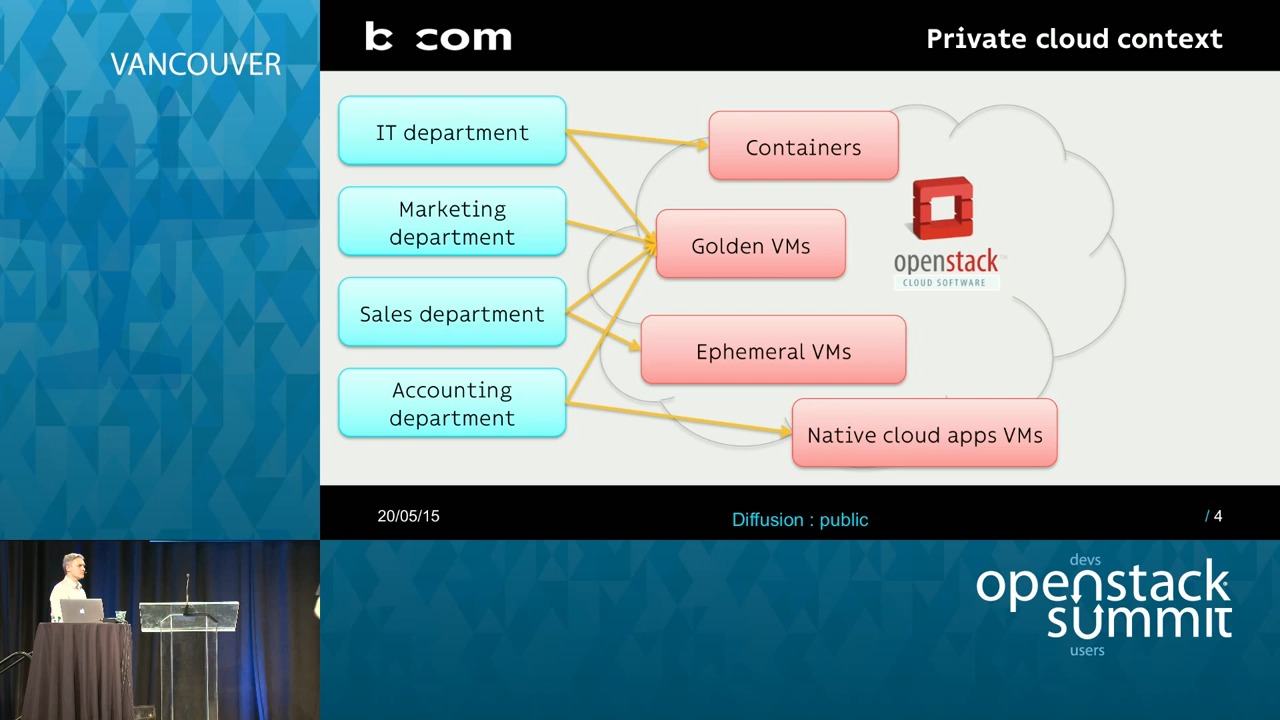 VANCOUVER
b com
Private cloud context
IT department
Marketing
department
Sales department
Accounting
department
Containers
Golden VMs
Ephemeral VMs
Native cloud apps VMs
openstack
CLOUD SOFTWARE
20/05/15
Diffusion : public
/ 4
devs
openstack
summit
users